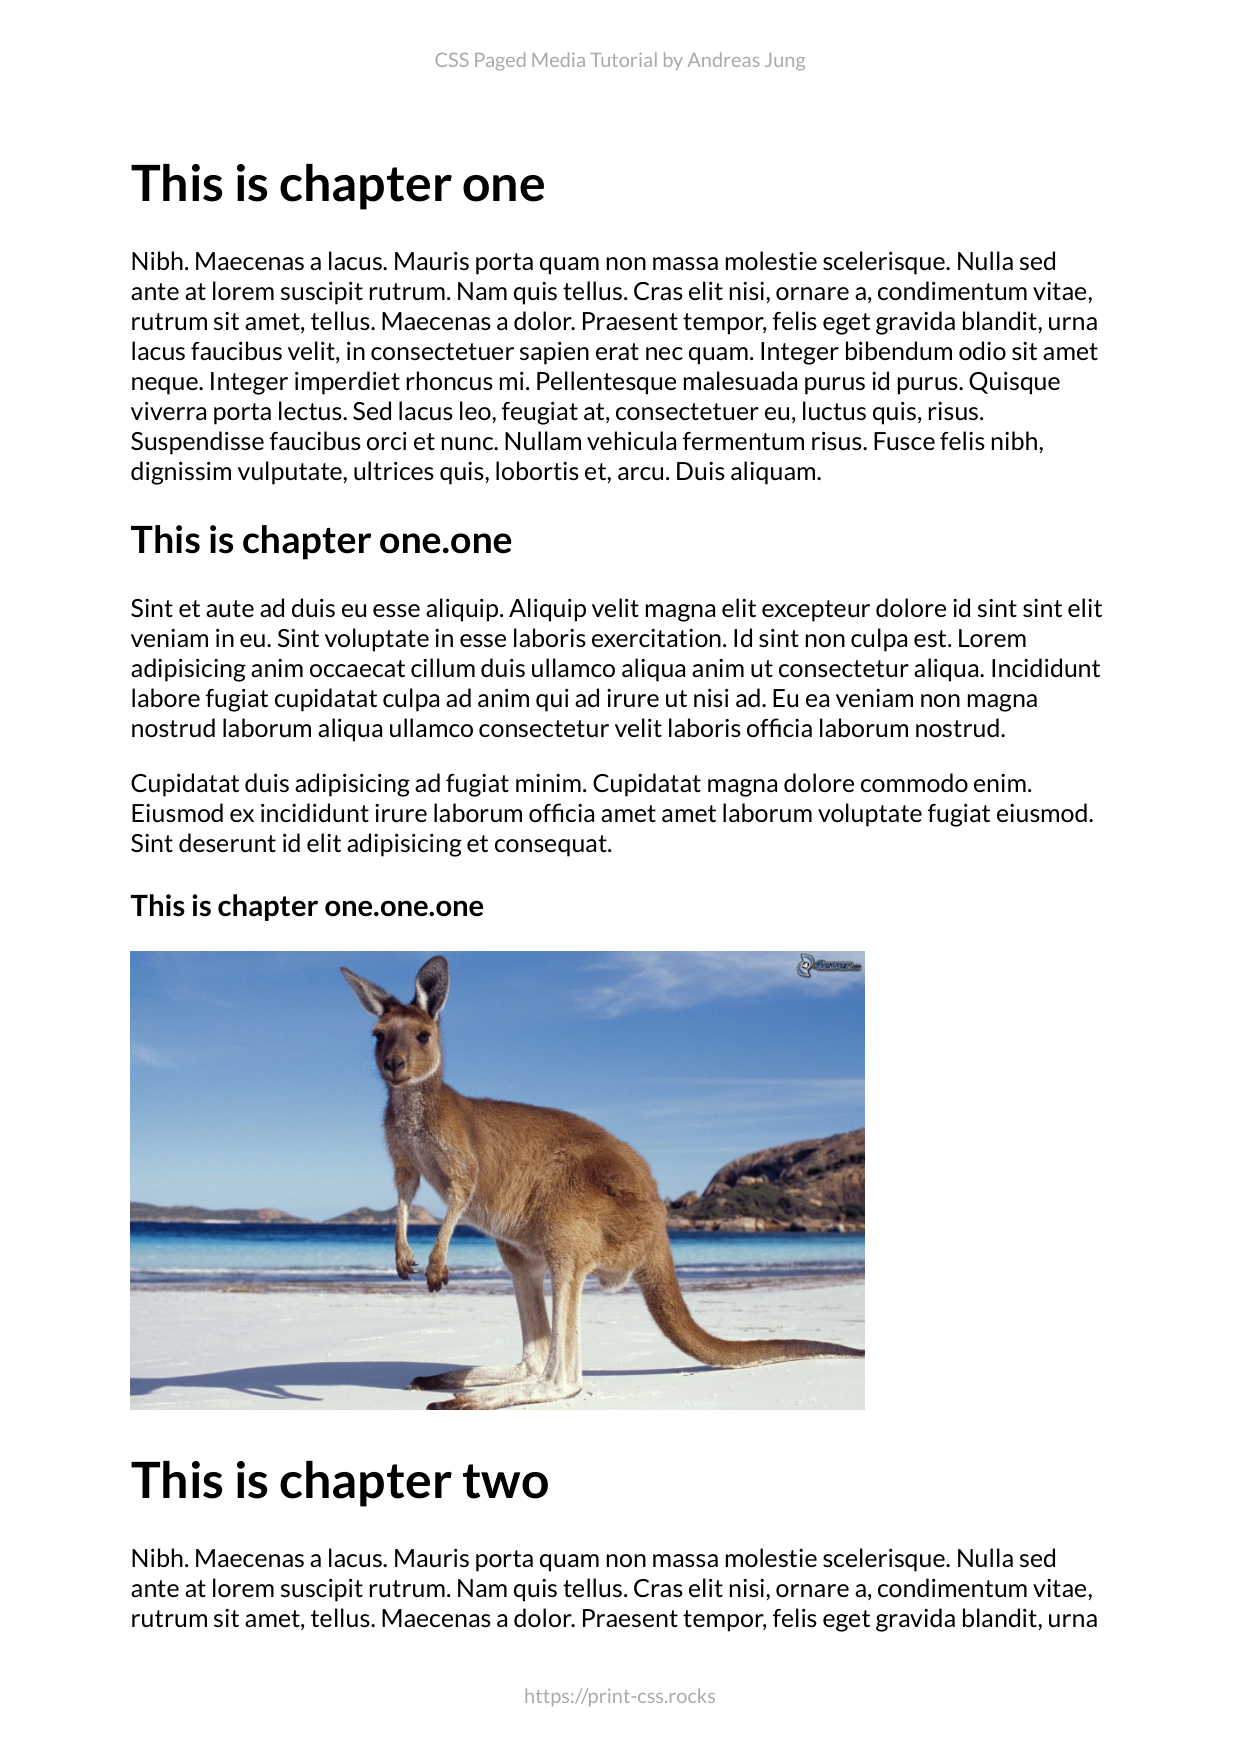 CSS Paged Media Tutorial by Andreas Jung
This is chapter one
Nibh. Maecenas a lacus. Mauris porta quam non massa molestie scelerisque. Nulla sed
ante at lorem suscipit rutrum. Nam quis tellus. Cras elit nisi, ornare a, condimentum vitae,
rutrum sit amet, tellus. Maecenas a dolor. Praesent tempor, felis eget gravida blandit, urna
lacus faucibus velit, in consectetuer sapien erat nec quam. Integer bibendum odio sit amet
neque. Integer imperdiet rhoncus mi. Pellentesque malesuada purus id purus. Quisque
viverra porta lectus. Sed lacus leo, feugiat at, consectetuer eu, luctus quis, risus.
Suspendisse faucibus orci et nunc. Nullam vehicula fermentum risus. Fusce felis nibh,
dignissim vulputate, ultrices quis, lobortis et, arcu. Duis aliquam.
This is chapter one.one
Sint et aute ad duis eu esse aliquip. Aliquip velit magna elit excepteur dolore id sint sint elit
veniam in eu. Sint voluptate in esse laboris exercitation. Id sint non culpa est. Lorem
adipisicing anim occaecat cillum duis ullamco aliqua anim ut consectetur aliqua. Incididunt
labore fugiat cupidatat culpa ad anim qui ad irure ut nisi ad. Eu ea veniam non magna
nostrud laborum aliqua ullamco consectetur velit laboris officia laborum nostrud.
Cupidatat duis adipisicing ad fugiat minim. Cupidatat magna dolore commodo enim.
Eiusmod ex incididunt irure laborum officia amet amet laborum voluptate fugiat eiusmod.
Sint deserunt id elit adipisicing et consequat.
This is chapter one.one.one
This is chapter two
Nibh. Maecenas a lacus. Mauris porta quam non massa molestie scelerisque. Nulla sed
ante at lorem suscipit rutrum. Nam quis tellus. Cras elit nisi, ornare a, condimentum vitae,
rutrum sit amet, tellus. Maecenas a dolor. Praesent tempor, felis eget gravida blandit, urna
https://print-css.rocks